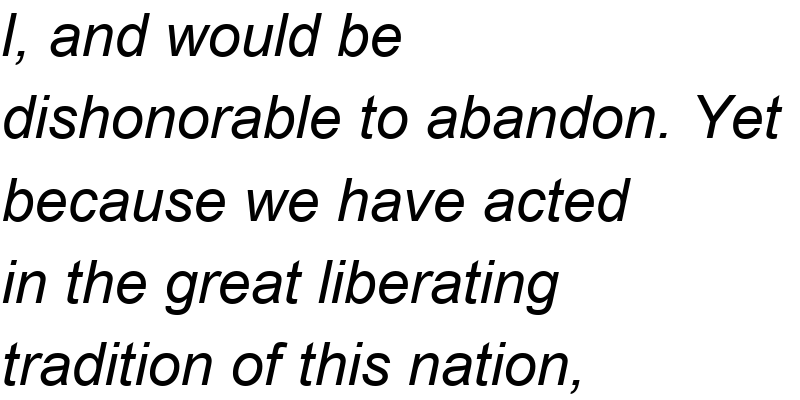 l, and would be
dishonorable to abandon. Yet
because we have acted
in the great liberating
tradition of this nation,